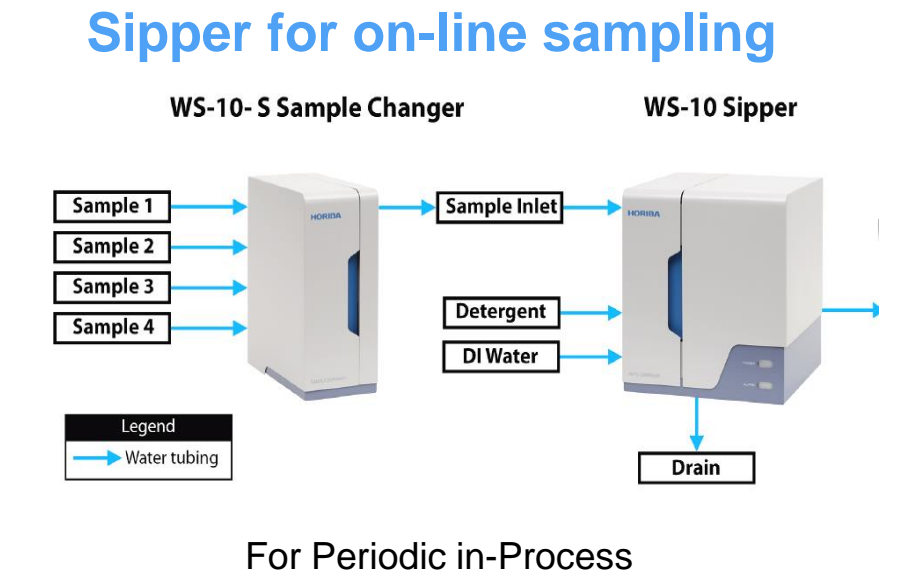 Sipper for on-line sampling
WS-10- S Sample Changer
WS-10 Sipper
Sample 1
Sample 2
Sample 3
Sample 4
HORIBA
Sample Inlet
HORIBA
Detergent
DI Water
Legend
Water tubing
Drain
For Periodic in-Process